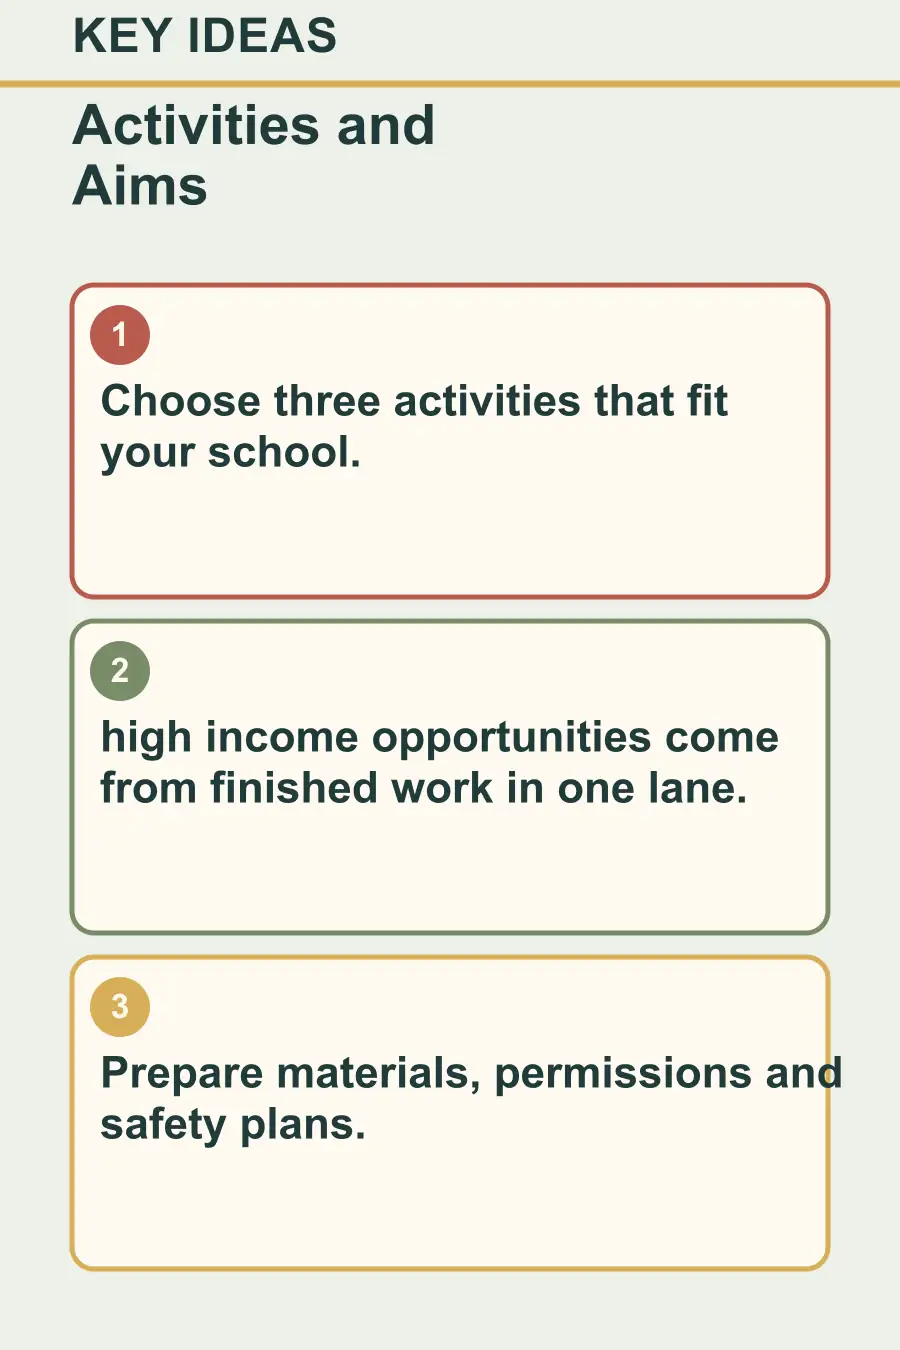 KEY IDEAS
Activities and
Aims
1
Choose three activities that fit
your school.
2
high income opportunities come
from finished work in one lane.
3
Prepare materials, permissions and
safety plans.